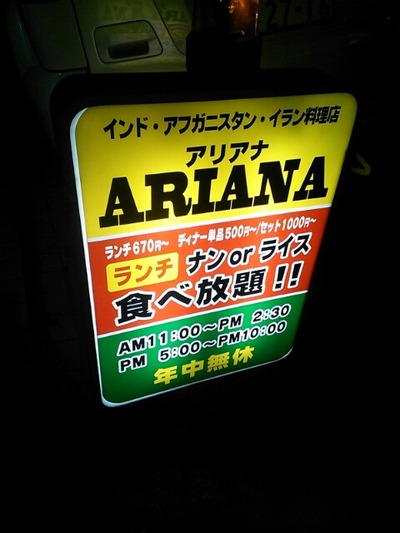 27-16
インド・アフガニスタン・イラン料理店
アリアナ
ARIANA
ランチ670円～ ディナー単品500円～/セット1000円～
ランチ ナン or ライス
食べ放題!!
AM11:00～PM 2:30
PM 5:00～PM10:00
年中無休